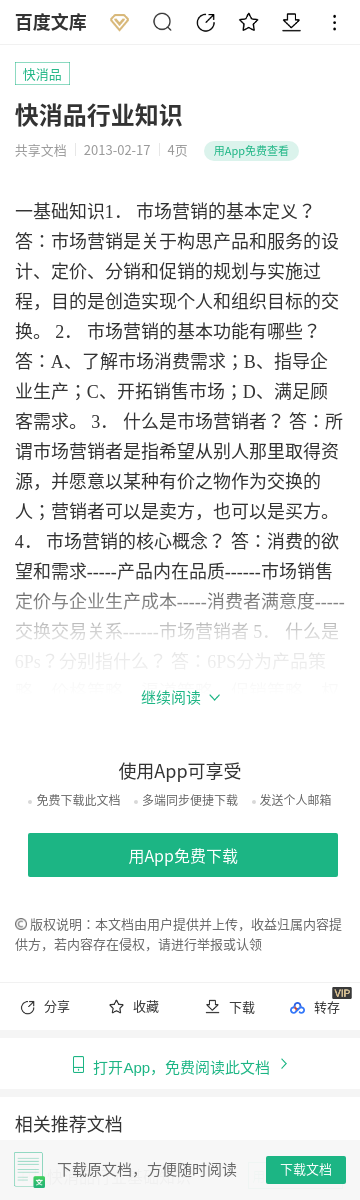 百度文库
快消品
快消品行业知识
共享文档 2013-02-17 4页 用App免费查看
一基础知识1． 市场营销的基本定义？
答：市场营销是关于构思产品和服务的设
计、定价、分销和促销的规划与实施过
程，目的是创造实现个人和组织目标的交
换。 2． 市场营销的基本功能有哪些？
答：A、了解市场消费需求；B、指导企
业生产；C、开拓销售市场；D、满足顾
客需求。 3． 什么是市场营销者？ 答：所
谓市场营销者是指希望从别人那里取得资
源，并愿意以某种有价之物作为交换的
人；营销者可以是卖方，也可以是买方。
4． 市场营销的核心概念？ 答：消费的欲
望和需求-----产品内在品质------市场销售
定价与企业生产成本-----消费者满意度-----
交换交易关系------市场营销者 5． 什么是
6Ps？分别指什么？ 答：6PS分为产品策
继续阅读
使用App可享受
免费下载此文档 多端同步便捷下载 发送个人邮箱
用App免费下载
©版权说明：本文档由用户提供并上传，收益归属内容提
供方，若内容存在侵权，请进行举报或认领
分享 收藏 下载 转存 VIP
打开App，免费阅读此文档
相关推荐文档
下载原文档，方便随时阅读 下载文档